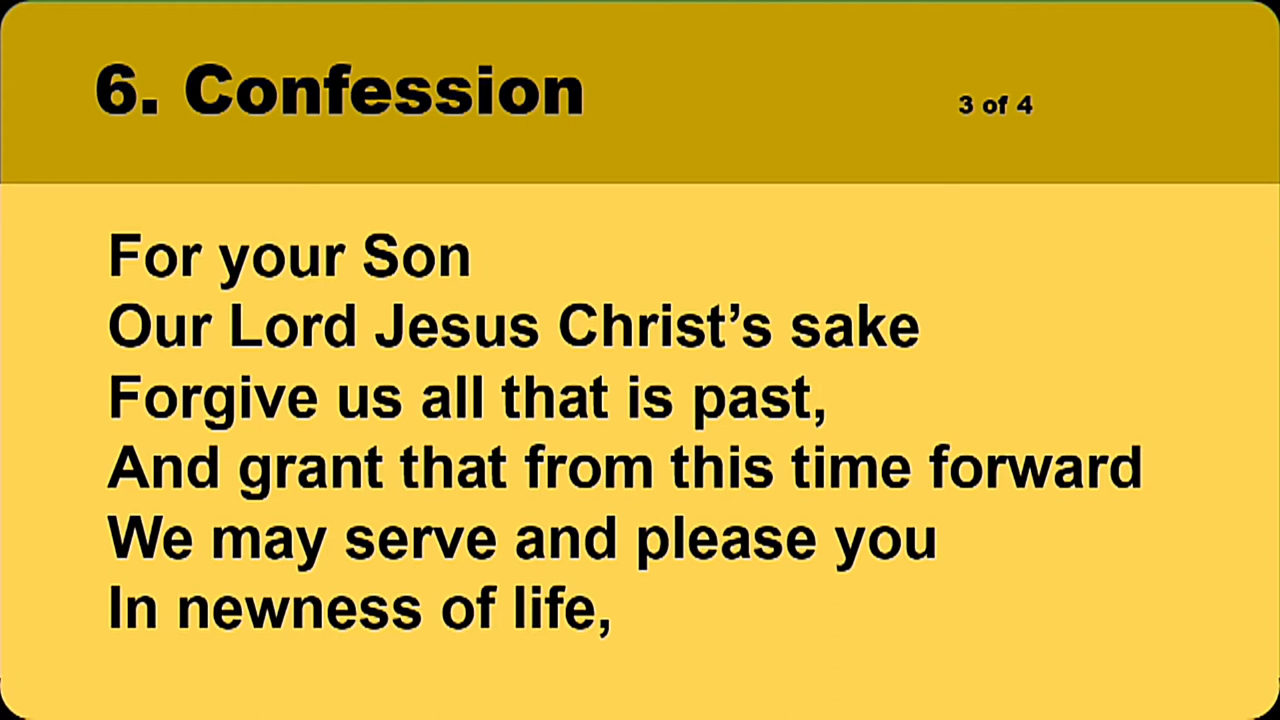 6. Confession
3 of 4
For your Son
Our Lord Jesus Christ’s sake
Forgive us all that is past,
And grant that from this time forward
We may serve and please you
In newness of life,